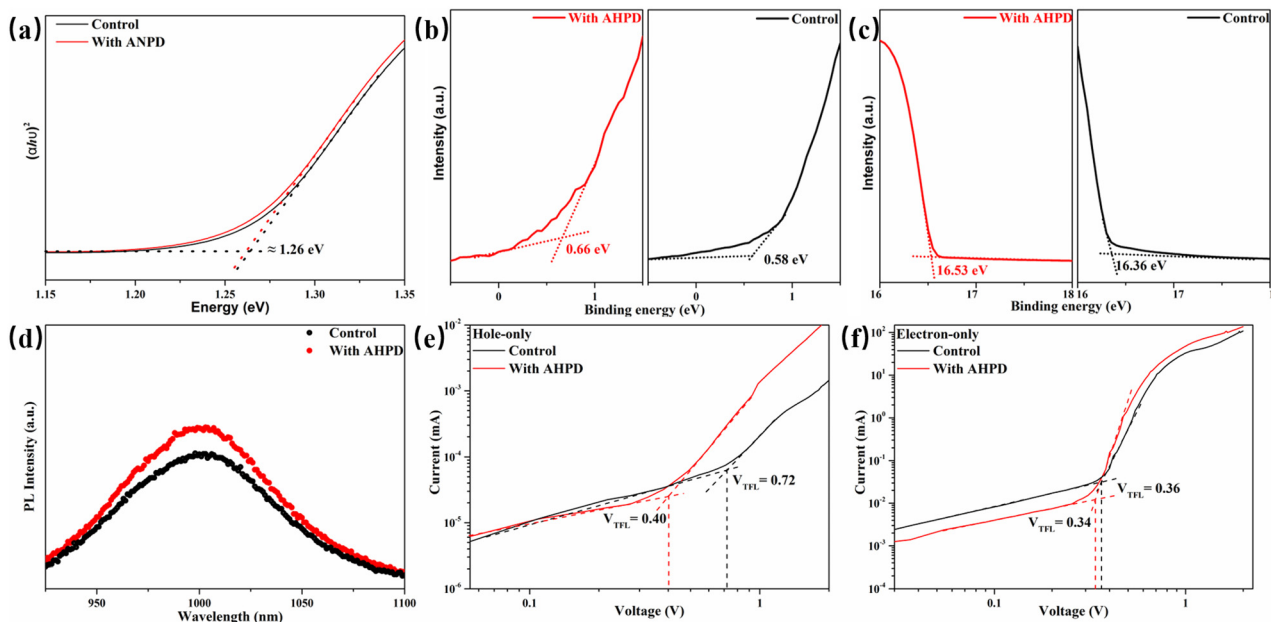 (a)
Control
With ANPD
(αhυ)²
≈ 1.26 eV
1.15 1.20 1.25 1.30 1.35
Energy (eV)
(b)
With AHPD
Control
Intensity (a.u.)
0.66 eV
0.58 eV
0 1 0 1
Binding energy (eV)
(c)
With AHPD
Control
Intensity (a.u.)
16.53 eV
16.36 eV
16 17 18 16 17 1
Binding energy (eV)
(d)
Control
With AHPD
PL Intensity (a.u.)
950 1000 1050 1100
Wavelength (nm)
(e)
Hole-only
Control
With AHPD
Current (mA)
10⁻²
10⁻³
10⁻⁴
10⁻⁵
10⁻⁶
V_TFL = 0.72
V_TFL = 0.40
0.1 1
Voltage (V)
(f)
Electron-only
Control
With AHPD
Current (mA)
10²
10¹
10⁰
10⁻¹
10⁻²
10⁻³
10⁻⁴
V_TFL = 0.36
V_TFL = 0.34
0.1 1
Voltage (V)